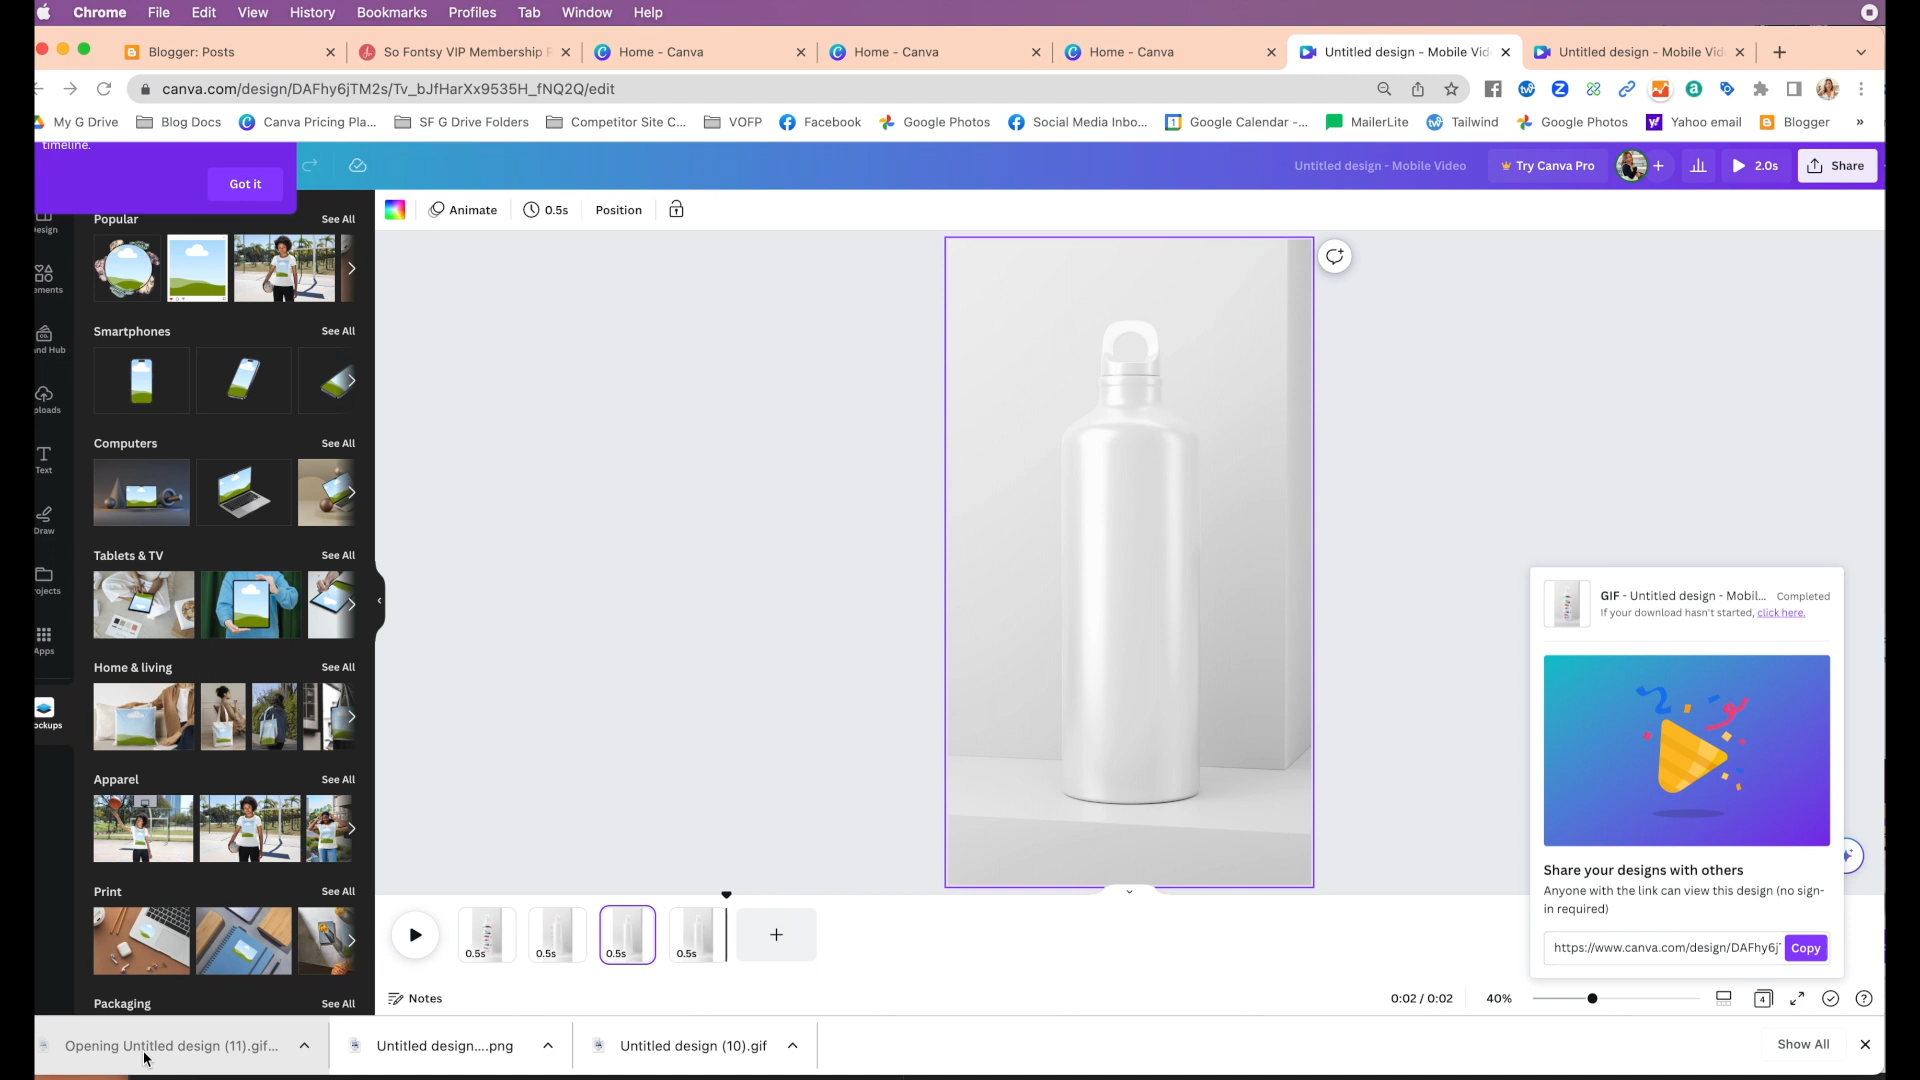 Chrome File Edit View History Bookmarks Profiles Tab Window Help
Blogger: Posts
So Fontsy VIP Membership
Home - Canva
Home - Canva
Home - Canva
Untitled design - Mobile Vid
Untitled design - Mobile Vid
canva.com/design/DAFhy6jTM2s/Tv_bJfHarXx9535H_fNQ2Q/edit
My G Drive Blog Docs Canva Pricing Pla... SF G Drive Folders Competitor Site C... VOFP Facebook Google Photos Social Media Inbo... Google Calendar -... MailerLite Tailwind Google Photos Yahoo email Blogger »
timeline.
Got it
Untitled design - Mobile Video
Try Canva Pro
2.0s
Share
Animate 0.5s Position
esign
ements
and Hub
ploads
Text
Draw
rojects
Apps
ockups
Popular See All
Smartphones See All
Computers See All
Tablets & TV See All
Home & living See All
Apparel See All
Print See All
Packaging See All
GIF - Untitled design - Mobil... Completed
If your download hasn't started, click here.
Share your designs with others
Anyone with the link can view this design (no sign-
in required)
https://www.canva.com/design/DAFhy6j
Copy
0.5s 0.5s 0.5s 0.5s
Notes
0:02 / 0:02 40% 4
Opening Untitled design (11).gif...
Untitled design....png
Untitled design (10).gif
Show All